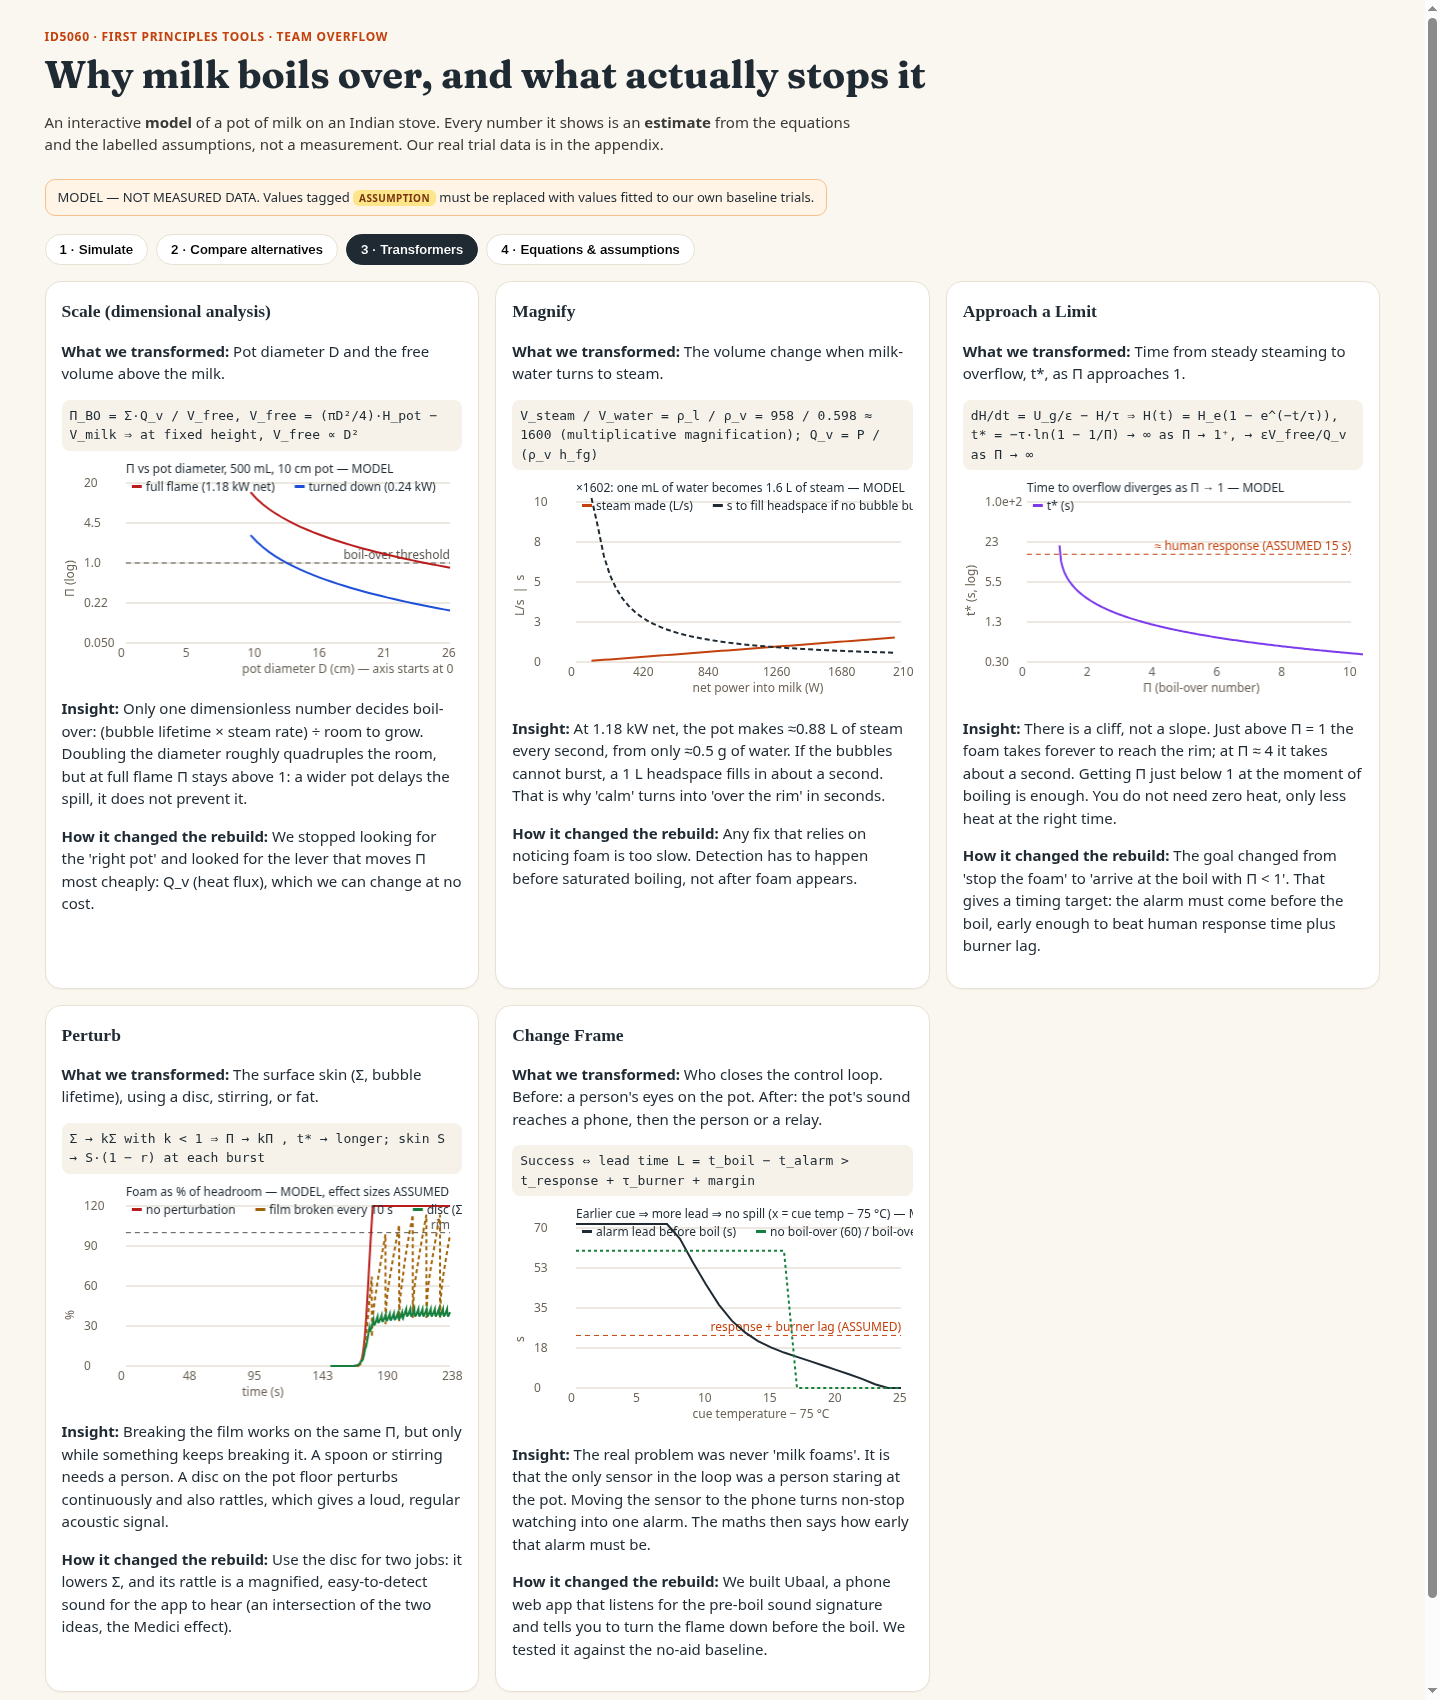 ID5060 · FIRST PRINCIPLES TOOLS · TEAM OVERFLOW
Why milk boils over, and what actually stops it
An interactive model of a pot of milk on an Indian stove. Every number it shows is an estimate from the equations
and the labelled assumptions, not a measurement. Our real trial data is in the appendix.
MODEL — NOT MEASURED DATA. Values tagged ASSUMPTION must be replaced with values fitted to our own baseline trials.
1 · Simulate
2 · Compare alternatives
3 · Transformers
4 · Equations & assumptions
Scale (dimensional analysis)
What we transformed: Pot diameter D and the free
volume above the milk.
Π_BO = Σ·Q_v / V_free, V_free = (πD²/4)·H_pot −
V_milk ⇒ at fixed height, V_free ∝ D²
Π vs pot diameter, 500 mL, 10 cm pot — MODEL
full flame (1.18 kW net)
turned down (0.24 kW)
20
4.5
boil-over threshold
1.0
0.22
0.050
Π (log)
0 5 10 16 21 26
pot diameter D (cm) — axis starts at 0
Insight: Only one dimensionless number decides boil-
over: (bubble lifetime × steam rate) ÷ room to grow.
Doubling the diameter roughly quadruples the room,
but at full flame Π stays above 1: a wider pot delays the
spill, it does not prevent it.
How it changed the rebuild: We stopped looking for
the 'right pot' and looked for the lever that moves Π
most cheaply: Q_v (heat flux), which we can change at no
cost.
Magnify
What we transformed: The volume change when milk-
water turns to steam.
V_steam / V_water = ρ_l / ρ_v = 958 / 0.598 ≈
1600 (multiplicative magnification); Q_v = P /
(ρ_v h_fg)
×1602: one mL of water becomes 1.6 L of steam — MODEL
steam made (L/s)
s to fill headspace if no bubble bu
10
8
5
3
0
L/s | s
0 420 840 1260 1680 210
net power into milk (W)
Insight: At 1.18 kW net, the pot makes ≈0.88 L of steam
every second, from only ≈0.5 g of water. If the bubbles
cannot burst, a 1 L headspace fills in about a second.
That is why 'calm' turns into 'over the rim' in seconds.
How it changed the rebuild: Any fix that relies on
noticing foam is too slow. Detection has to happen
before saturated boiling, not after foam appears.
Approach a Limit
What we transformed: Time from steady steaming to
overflow, t*, as Π approaches 1.
dH/dt = U_g/ε − H/τ ⇒ H(t) = H_e(1 − e^(−t/τ)),
t* = −τ·ln(1 − 1/Π) → ∞ as Π → 1⁺, → εV_free/Q_v
as Π → ∞
Time to overflow diverges as Π → 1 — MODEL
t* (s)
1.0e+2
23
≈ human response (ASSUMED 15 s)
5.5
1.3
0.30
t* (s, log)
0 2 4 6 8 10
Π (boil-over number)
Insight: There is a cliff, not a slope. Just above Π = 1 the
foam takes forever to reach the rim; at Π ≈ 4 it takes
about a second. Getting Π just below 1 at the moment of
boiling is enough. You do not need zero heat, only less
heat at the right time.
How it changed the rebuild: The goal changed from
'stop the foam' to 'arrive at the boil with Π < 1'. That
gives a timing target: the alarm must come before the
boil, early enough to beat human response time plus
burner lag.
Perturb
What we transformed: The surface skin (Σ, bubble
lifetime), using a disc, stirring, or fat.
Σ → kΣ with k < 1 ⇒ Π → kΠ , t* → longer; skin S
→ S·(1 − r) at each burst
Foam as % of headroom — MODEL, effect sizes ASSUMED
no perturbation
film broken every 10 s
disc (Σ
rim
120
90
60
30
0
%
0 48 95 143 190 238
time (s)
Insight: Breaking the film works on the same Π, but only
while something keeps breaking it. A spoon or stirring
needs a person. A disc on the pot floor perturbs
continuously and also rattles, which gives a loud, regular
acoustic signal.
How it changed the rebuild: Use the disc for two jobs: it
lowers Σ, and its rattle is a magnified, easy-to-detect
sound for the app to hear (an intersection of the two
ideas, the Medici effect).
Change Frame
What we transformed: Who closes the control loop.
Before: a person's eyes on the pot. After: the pot's sound
reaches a phone, then the person or a relay.
Success ⇔ lead time L = t_boil − t_alarm >
t_response + τ_burner + margin
Earlier cue ⇒ more lead ⇒ no spill (x = cue temp − 75 °C) — M
alarm lead before boil (s)
no boil-over (60) / boil-ove
70
53
35
response + burner lag (ASSUMED)
18
0
s
0 5 10 15 20 25
cue temperature − 75 °C
Insight: The real problem was never 'milk foams'. It is
that the only sensor in the loop was a person staring at
the pot. Moving the sensor to the phone turns non-stop
watching into one alarm. The maths then says how early
that alarm must be.
How it changed the rebuild: We built Ubaal, a phone
web app that listens for the pre-boil sound signature
and tells you to turn the flame down before the boil. We
tested it against the no-aid baseline.